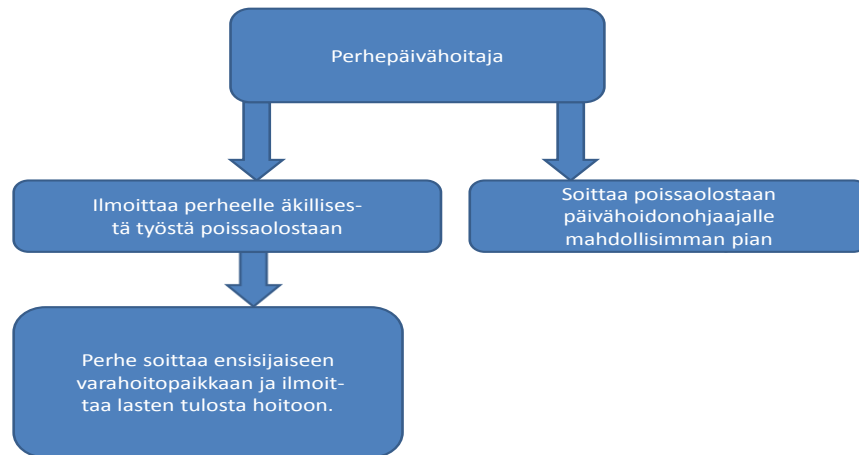 Perhepäivähoitaja
Ilmoittaa perheelle äkillises-
tä työstä poissaolostaan
Soittaa poissaolostaan
päivähoidonohjaajalle
mahdollisimman pian
Perhe soittaa ensisijaiseen
varahoitopaikkaan ja ilmoit-
taa lasten tulosta hoitoon.